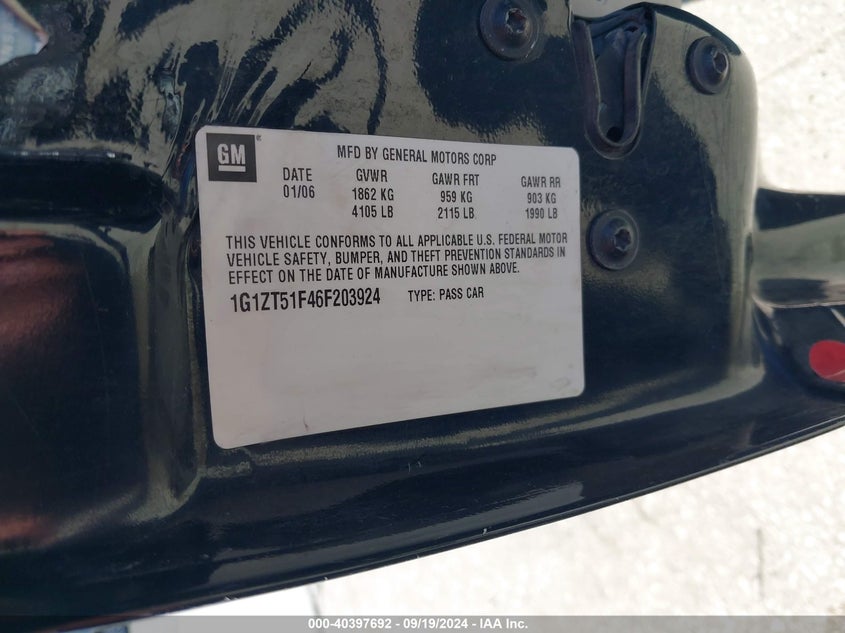 GM
MFD BY GENERAL MOTORS CORP
DATE GVWR GAWR FRT GAWR RR
01/06 1862 KG 959 KG 903 KG
4105 LB 2115 LB 1990 LB
THIS VEHICLE CONFORMS TO ALL APPLICABLE U.S. FEDERAL MOTOR
VEHICLE SAFETY, BUMPER, AND THEFT PREVENTION STANDARDS IN
EFFECT ON THE DATE OF MANUFACTURE SHOWN ABOVE.
1G1ZT51F46F203924 TYPE: PASS CAR
000-40397692 - 09/19/2024 - IAA Inc.